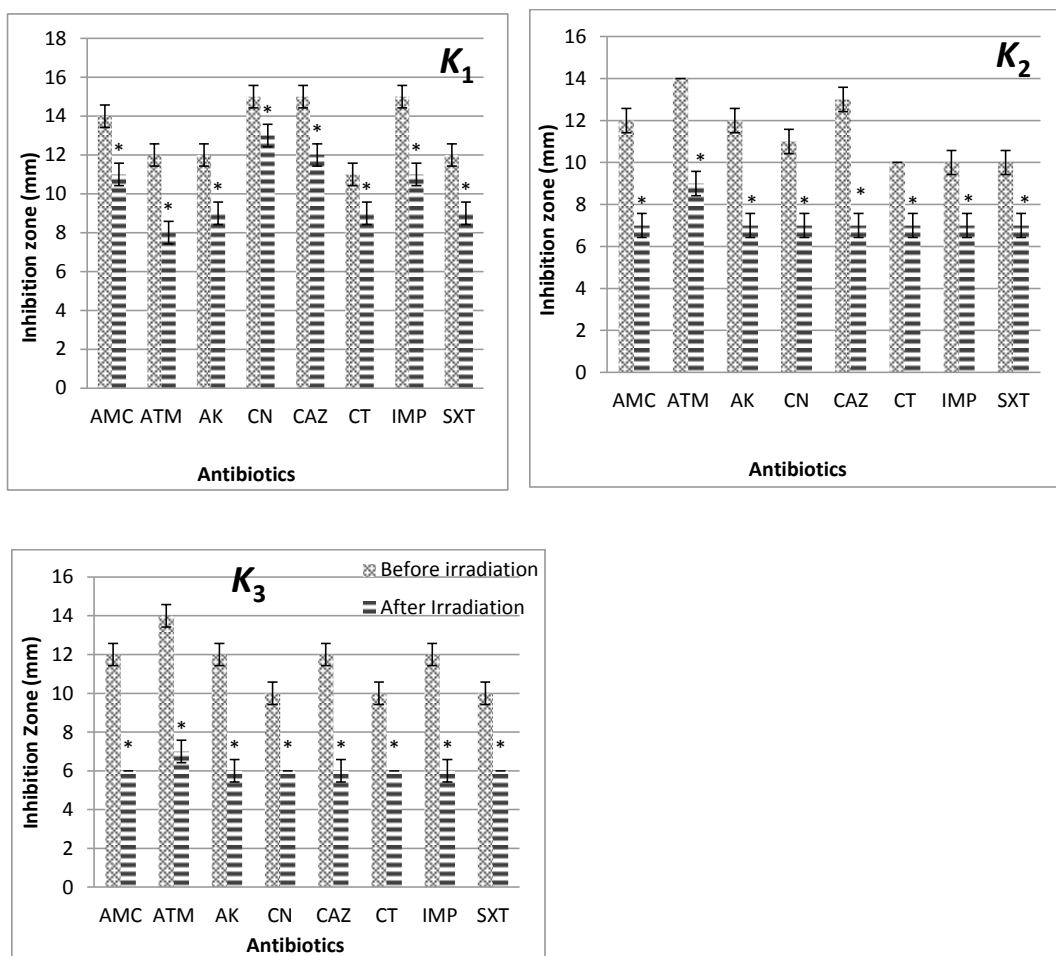 K1
Inhibition zone (mm)
18
16
14
12
10
8
6
4
2
0
* * * * * * * *
AMC ATM AK CN CAZ CT IMP SXT
Antibiotics
K2
Inhibition zone (mm)
16
14
12
10
8
6
4
2
0
* * * * * * * *
AMC ATM AK CN CAZ CT IMP SXT
Antibiotics
K3
Before irradiation
After Irradiation
Inhibition Zone (mm)
16
14
12
10
8
6
4
2
0
* * * * * * * *
AMC ATM AK CN CAZ CT IMP SXT
Antibiotics